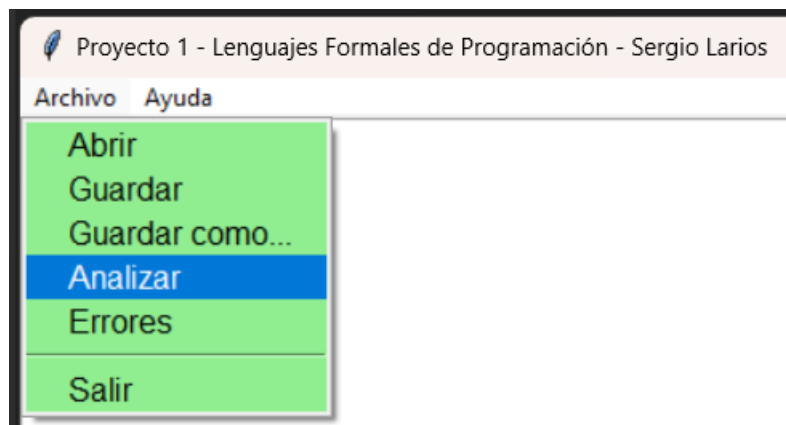 Proyecto 1 - Lenguajes Formales de Programación - Sergio Larios
Archivo Ayuda
Abrir
Guardar
Guardar como...
Analizar
Errores
Salir